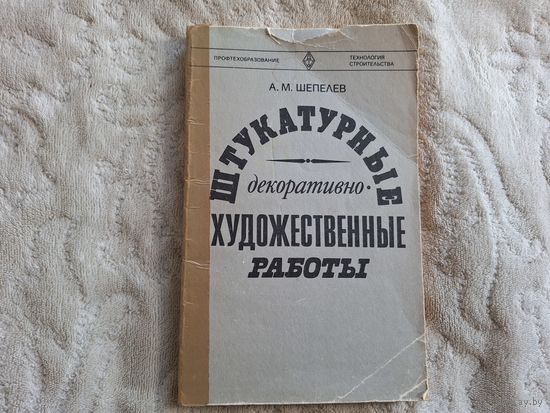 ПРОФТЕХОБРАЗОВАНИЕ
ТЕХНОЛОГИЯ
СТРОИТЕЛЬСТВА
А. М. ШЕПЕЛЕВ
ШТУКАТУРНЫЕ
декоративно-
ХУДОЖЕСТВЕННЫЕ
РАБОТЫ